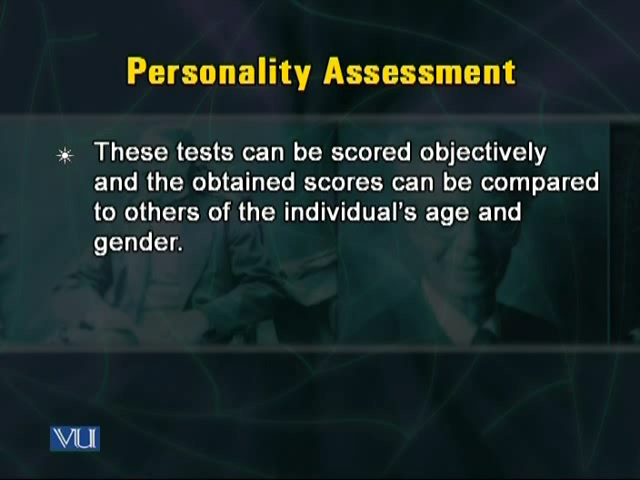 Personality Assessment
These tests can be scored objectively
and the obtained scores can be compared
to others of the individual's age and
gender.
VU